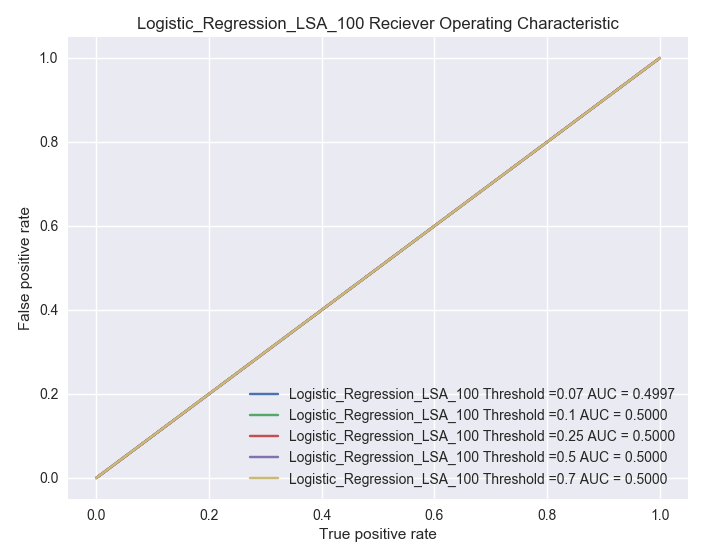 Logistic_Regression_LSA_100 Reciever Operating Characteristic
1.0
0.8
0.6
0.4
0.2
0.0
False positive rate
Logistic_Regression_LSA_100 Threshold =0.07 AUC = 0.4997
Logistic_Regression_LSA_100 Threshold =0.1 AUC = 0.5000
Logistic_Regression_LSA_100 Threshold =0.25 AUC = 0.5000
Logistic_Regression_LSA_100 Threshold =0.5 AUC = 0.5000
Logistic_Regression_LSA_100 Threshold =0.7 AUC = 0.5000
0.0 0.2 0.4 0.6 0.8 1.0
True positive rate